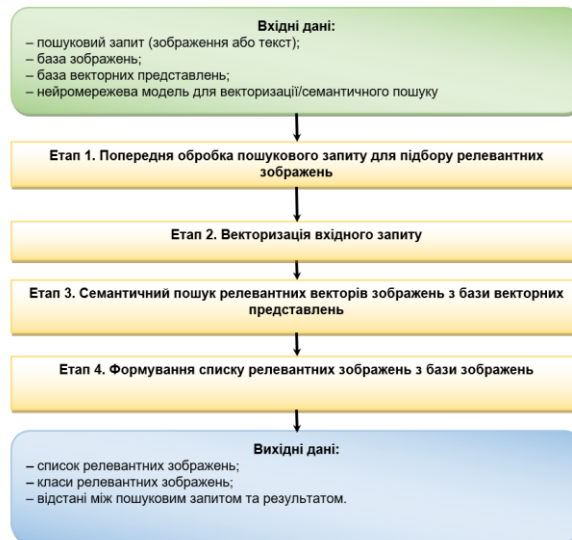 Вхідні дані:
– пошуковий запит (зображення або текст);
– база зображень;
– база векторних представлень;
– нейромережева модель для векторизації/семантичного пошуку
Етап 1. Попередня обробка пошукового запиту для підбору релевантних
зображень
Етап 2. Векторизація вхідного запиту
Етап 3. Семантичний пошук релевантних векторів зображень з бази векторних
представлень
Етап 4. Формування списку релевантних зображень з бази зображень
Вихідні дані:
– список релевантних зображень;
– класи релевантних зображень;
– відстані між пошуковим запитом та результатом.